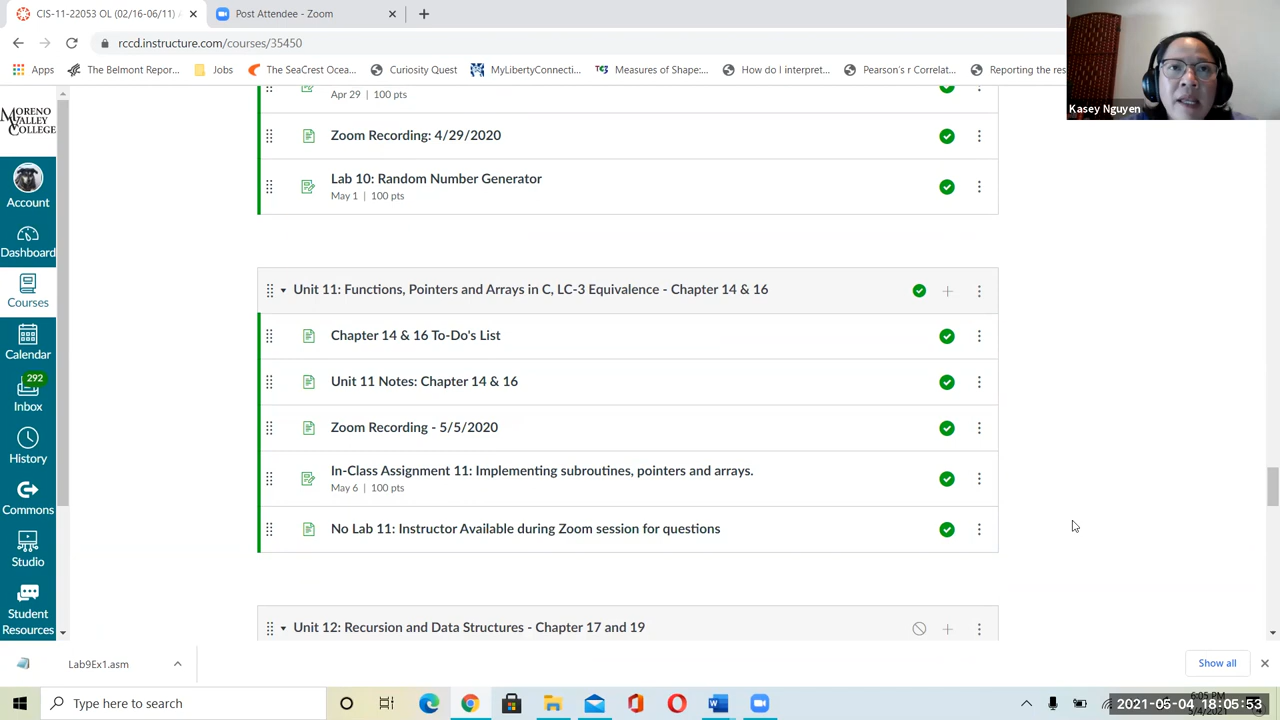 CIS-11-22053 OL (02/16-06/11) A
Post Attendee - Zoom
rccd.instructure.com/courses/35450
Apps
The Belmont Repor...
Jobs
The SeaCrest Ocea...
Curiosity Quest
MyLibertyConnecti...
Measures of Shape:...
How do I interpret...
Pearson's r Correlat...
Reporting the res
Kasey Nguyen
MORENO
VALLEY
COLLEGE
Account
Dashboard
Courses
Calendar
292
Inbox
History
Commons
Studio
Student
Resources
Apr 29 | 100 pts
Zoom Recording: 4/29/2020
Lab 10: Random Number Generator
May 1 | 100 pts
Unit 11: Functions, Pointers and Arrays in C, LC-3 Equivalence - Chapter 14 & 16
Chapter 14 & 16 To-Do's List
Unit 11 Notes: Chapter 14 & 16
Zoom Recording - 5/5/2020
In-Class Assignment 11: Implementing subroutines, pointers and arrays.
May 6 | 100 pts
No Lab 11: Instructor Available during Zoom session for questions
Unit 12: Recursion and Data Structures - Chapter 17 and 19
Lab9Ex1.asm
Show all
Type here to search
6:05 PM
2021-05-04 18:05:53
5/4/2021